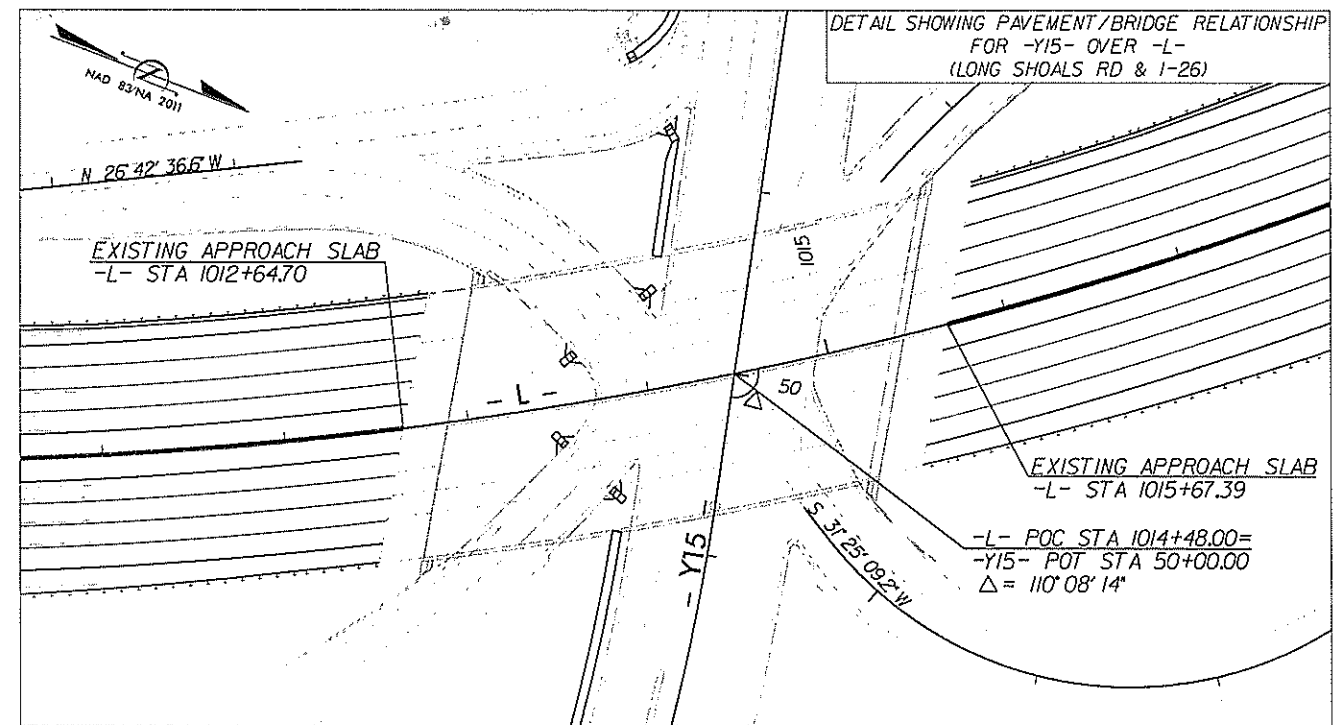 DETAIL SHOWING PAVEMENT/BRIDGE RELATIONSHIP
FOR -Y15- OVER -L-
(LONG SHOALS RD & I-26)
NAD 83/NA 2011
N 26° 42' 36.6" W
EXISTING APPROACH SLAB
-L- STA 1012+64.70
1015
- L -
50
EXISTING APPROACH SLAB
-L- STA 1015+67.39
-L- POC STA 1014+48.00=
-Y15- POT STA 50+00.00
△ = 110° 08' 14"
S 31° 25' 09.2" W
- Y15 -